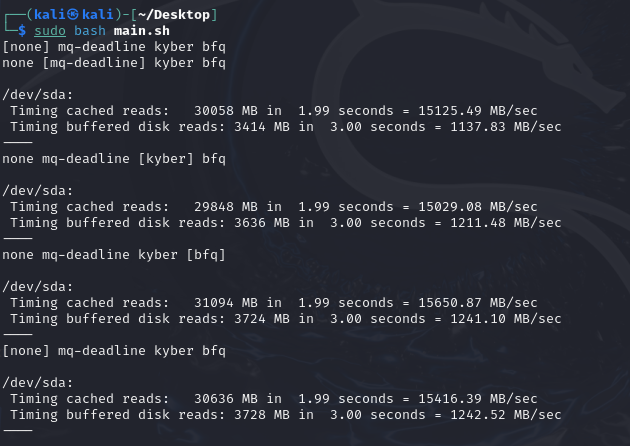 ┌──(kali㉿kali)-[~/Desktop]
└─$ sudo bash main.sh
[none] mq-deadline kyber bfq
none [mq-deadline] kyber bfq

/dev/sda:
 Timing cached reads:   30058 MB in  1.99 seconds = 15125.49 MB/sec
 Timing buffered disk reads: 3414 MB in  3.00 seconds = 1137.83 MB/sec
────
none mq-deadline [kyber] bfq

/dev/sda:
 Timing cached reads:   29848 MB in  1.99 seconds = 15029.08 MB/sec
 Timing buffered disk reads: 3636 MB in  3.00 seconds = 1211.48 MB/sec
────
none mq-deadline kyber [bfq]

/dev/sda:
 Timing cached reads:   31094 MB in  1.99 seconds = 15650.87 MB/sec
 Timing buffered disk reads: 3724 MB in  3.00 seconds = 1241.10 MB/sec
────
[none] mq-deadline kyber bfq

/dev/sda:
 Timing cached reads:   30636 MB in  1.99 seconds = 15416.39 MB/sec
 Timing buffered disk reads: 3728 MB in  3.00 seconds = 1242.52 MB/sec
────